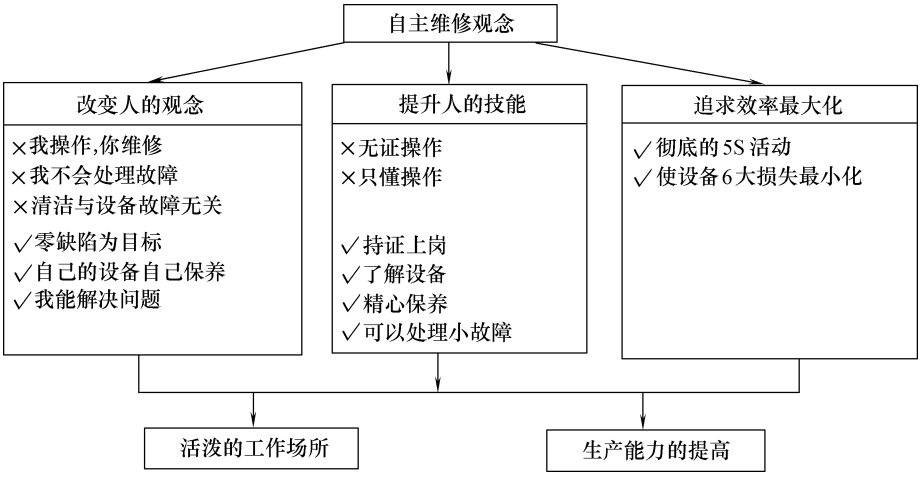 自主维修观念
改变人的观念
×我操作,你维修
×我不会处理故障
×清洁与设备故障无关
✓零缺陷为目标
✓自己的设备自己保养
✓我能解决问题
提升人的技能
×无证操作
×只懂操作
✓持证上岗
✓了解设备
✓精心保养
✓可以处理小故障
追求效率最大化
✓彻底的5S活动
✓使设备6大损失最小化
活泼的工作场所
生产能力的提高